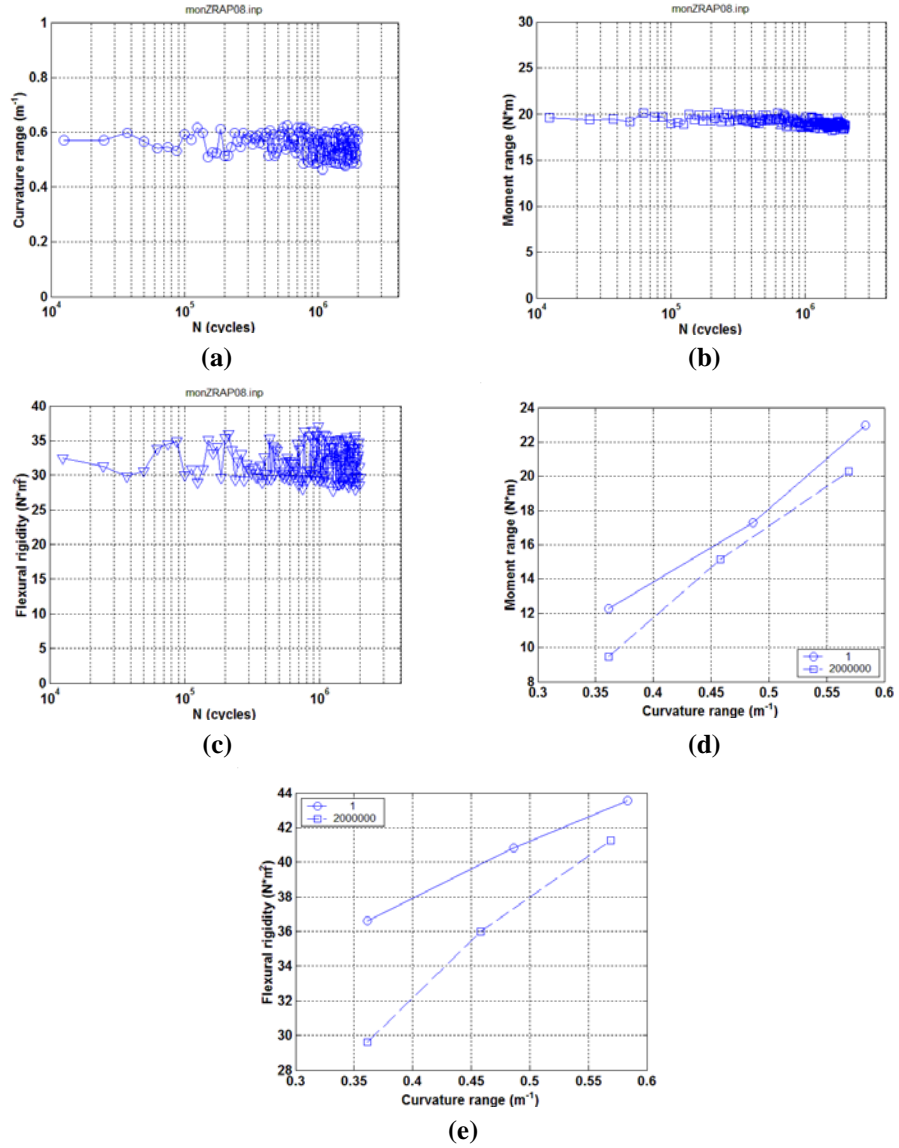 monZRAP08.inp
1
0.8
0.6
0.4
0.2
0
Curvature range (m⁻¹)
10⁴ 10⁵ 10⁶
N (cycles)
(a)
monZRAP08.inp
30
25
20
15
10
5
0
Moment range (N*m)
10⁴ 10⁵ 10⁶
N (cycles)
(b)
monZRAP08.inp
40
35
30
25
20
15
10
5
0
Flexural rigidity (N*m²)
10⁴ 10⁵ 10⁶
N (cycles)
(c)
24
22
20
18
16
14
12
10
8
Moment range (N*m)
1
2000000
0.3 0.35 0.4 0.45 0.5 0.55 0.6
Curvature range (m⁻¹)
(d)
44
42
40
38
36
34
32
30
28
Flexural rigidity (N*m²)
1
2000000
0.3 0.35 0.4 0.45 0.5 0.55 0.6
Curvature range (m⁻¹)
(e)